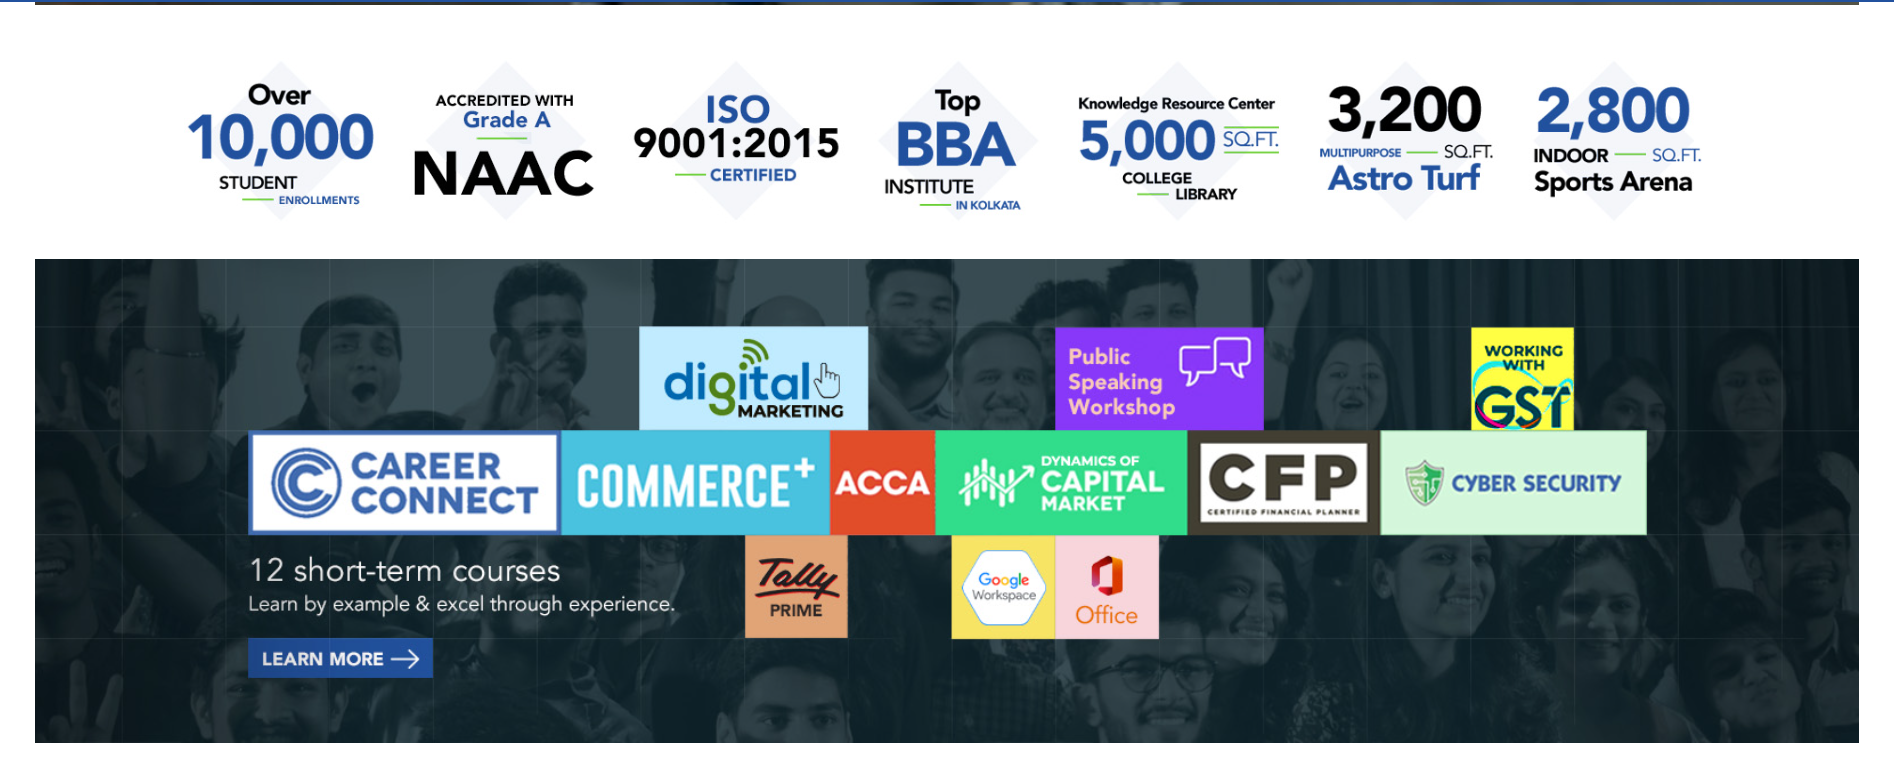 Over
10,000
STUDENT
ENROLLMENTS
ACCREDITED WITH
Grade A
NAAC
ISO
9001:2015
CERTIFIED
Top
BBA
INSTITUTE
IN KOLKATA
Knowledge Resource Center
5,000 SQ.FT.
COLLEGE
LIBRARY
3,200
MULTIPURPOSE SQ.FT.
Astro Turf
2,800
INDOOR SQ.FT.
Sports Arena
digital
MARKETING
Public
Speaking
Workshop
WORKING
WITH
GST
CAREER
CONNECT
COMMERCE+
ACCA
DYNAMICS OF
CAPITAL
MARKET
CFP
CERTIFIED FINANCIAL PLANNER
CYBER SECURITY
12 short-term courses
Learn by example & excel through experience.
LEARN MORE →
Tally
PRIME
Google
Workspace
Office